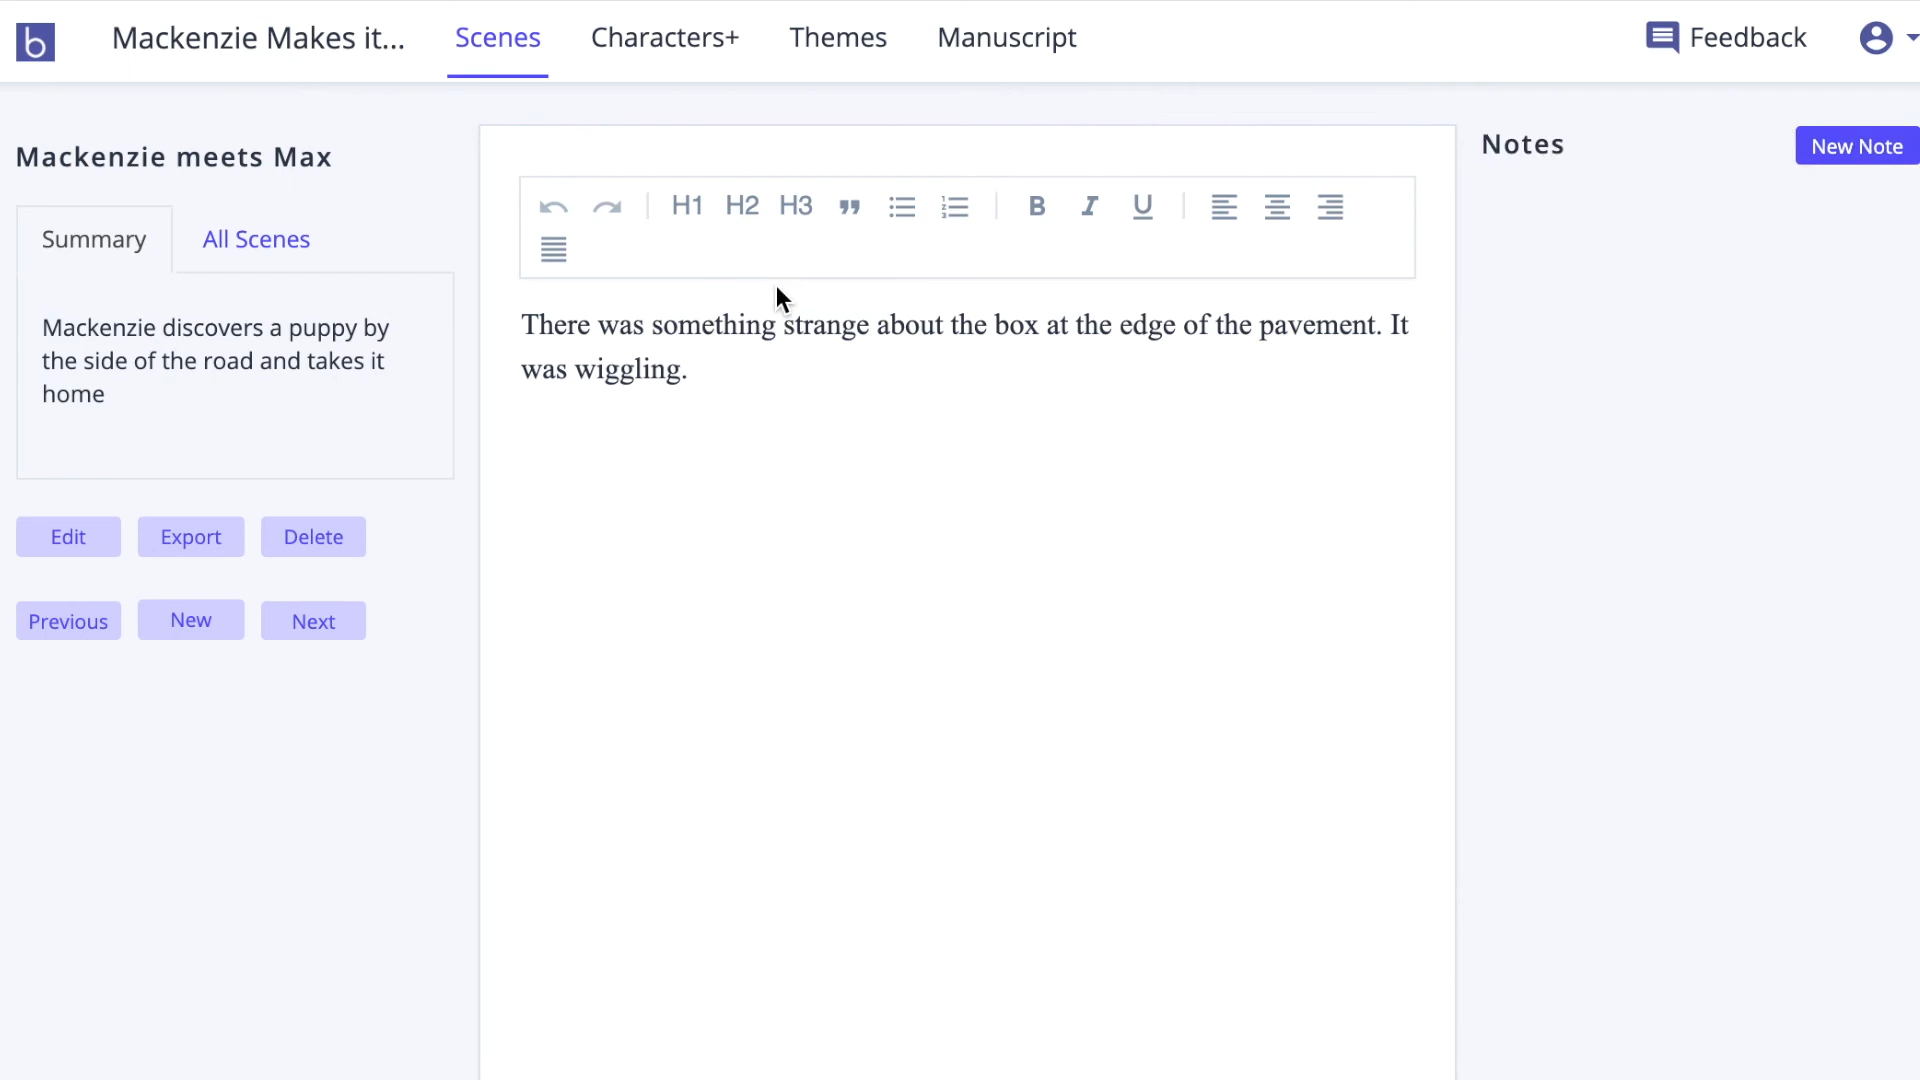 b
Mackenzie Makes it... Scenes Characters+ Themes Manuscript Feedback
Mackenzie meets Max
Summary All Scenes
Mackenzie discovers a puppy by
the side of the road and takes it
home
Edit Export Delete
Previous New Next
H1 H2 H3 B I U
There was something strange about the box at the edge of the pavement. It
was wiggling.
Notes New Note